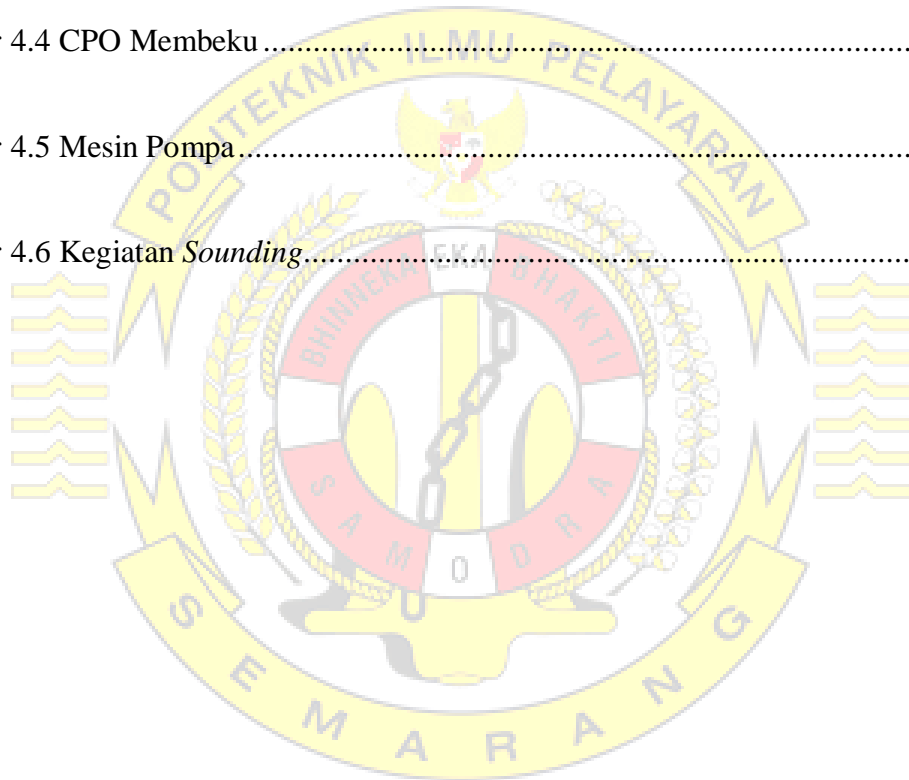 4.4 CPO Membeku........................................................................
POLITEKNIK ILMU PELAYARAN
4.5 Mesin Pompa........................................................................
4.6 Kegiatan Sounding........................................................................
BHINNEKA EKA BHAKTI
SAMODRA
SEMARANG